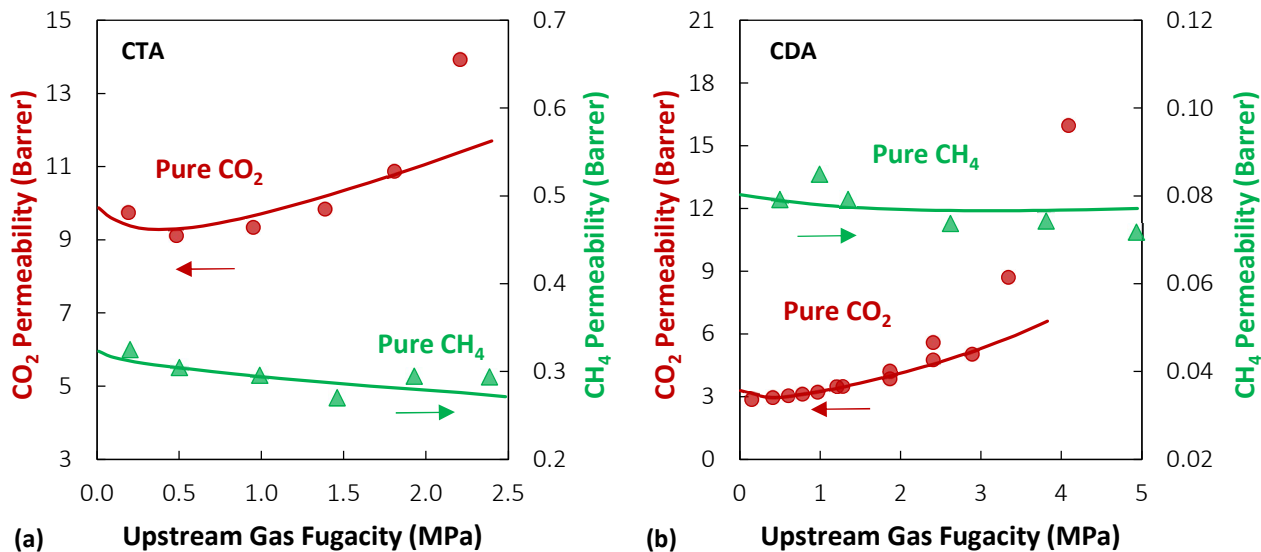 CTA
Pure CO₂
Pure CH₄
CO₂ Permeability (Barrer)
15
13
11
9
7
5
3
CH₄ Permeability (Barrer)
0.7
0.6
0.5
0.4
0.3
0.2
0.0 0.5 1.0 1.5 2.0 2.5
(a) Upstream Gas Fugacity (MPa)
CDA
Pure CH₄
Pure CO₂
CO₂ Permeability (Barrer)
21
18
15
12
9
6
3
0
CH₄ Permeability (Barrer)
0.12
0.10
0.08
0.06
0.04
0.02
0 1 2 3 4 5
(b) Upstream Gas Fugacity (MPa)